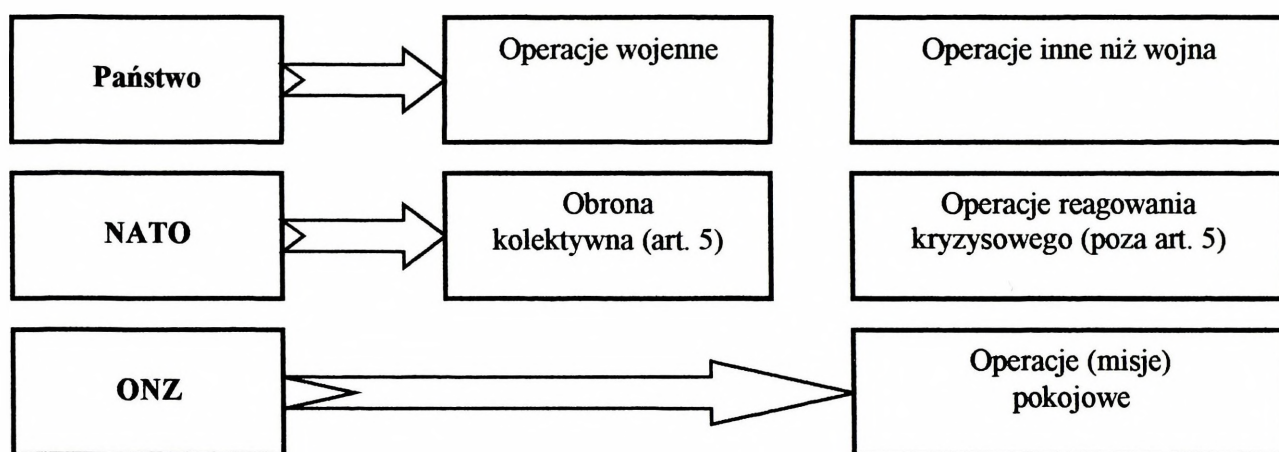 Państwo
Operacje wojenne
Operacje inne niż wojna
NATO
Obrona
kolektywna (art. 5)
Operacje reagowania
kryzysowego (poza art. 5)
ONZ
Operacje (misje)
pokojowe